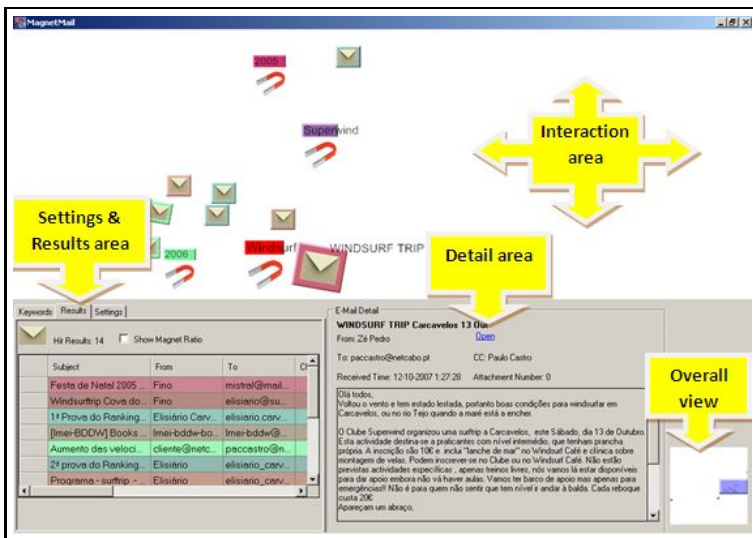 MagnetMail
2005
Superwind
Interaction
area
Settings &
Results area
2006
Windsurf
WINDSURF TRIP
Detail area
Keywords Results Settings
Hit Results: 14 Show Magnet Ratio
Subject From To
Festa de Natal 2005 ... Fino mistral@mail...
Windsurftrip Cova do... Fino elisiario@su...
1ª Prova do Ranking... Elisiário Carv... elisiario_carv...
[Imei-BDDW] Books ... Imei-bddw-bo... Imei-bddw@...
Aumento das veloci... cliente@netc... paccastro@n...
2ª prova do Ranking... Elisiário elisiario_carv...
Programa - surftrip - ... Elisiário elisiario_carv...
E-Mail Detail
WINDSURF TRIP Carcavelos 13 Out
From: Zé Pedro Open
To: paccastro@netcabo.pt CC: Paulo Castro
Received Time: 12-10-2007 1:27:28 Attachment Number: 0
Olá todos,
Voltou o vento e tem estado lestada, portanto boas condições para windsurfar em
Carcavelos, ou no rio Tejo quando a maré está a encher.
O Clube Superwind organizou uma surftrip a Carcavelos, este Sábado, dia 13 de Outubro.
Esta actividade destina-se a praticantes com nível intermédio, que tenham prancha
própria. A inscrição são 10€ e inclui "lanche de mar" no Windsurf Café e clínica sobre
montagem de velas. Podem inscrever-se no Clube ou no Windsurf Café. Não estão
previstas actividades específicas , apenas treinos livres, nós vamos lá estar disponíveis
para dar apoio embora não vá haver aulas. Vamos ter barco de apoio mas apenas para
emergências!! Não é para quem não sentir que tem nível ir andar à balda. Cada reboque
custa 20€
Apareçam um abraço,
Overall
view